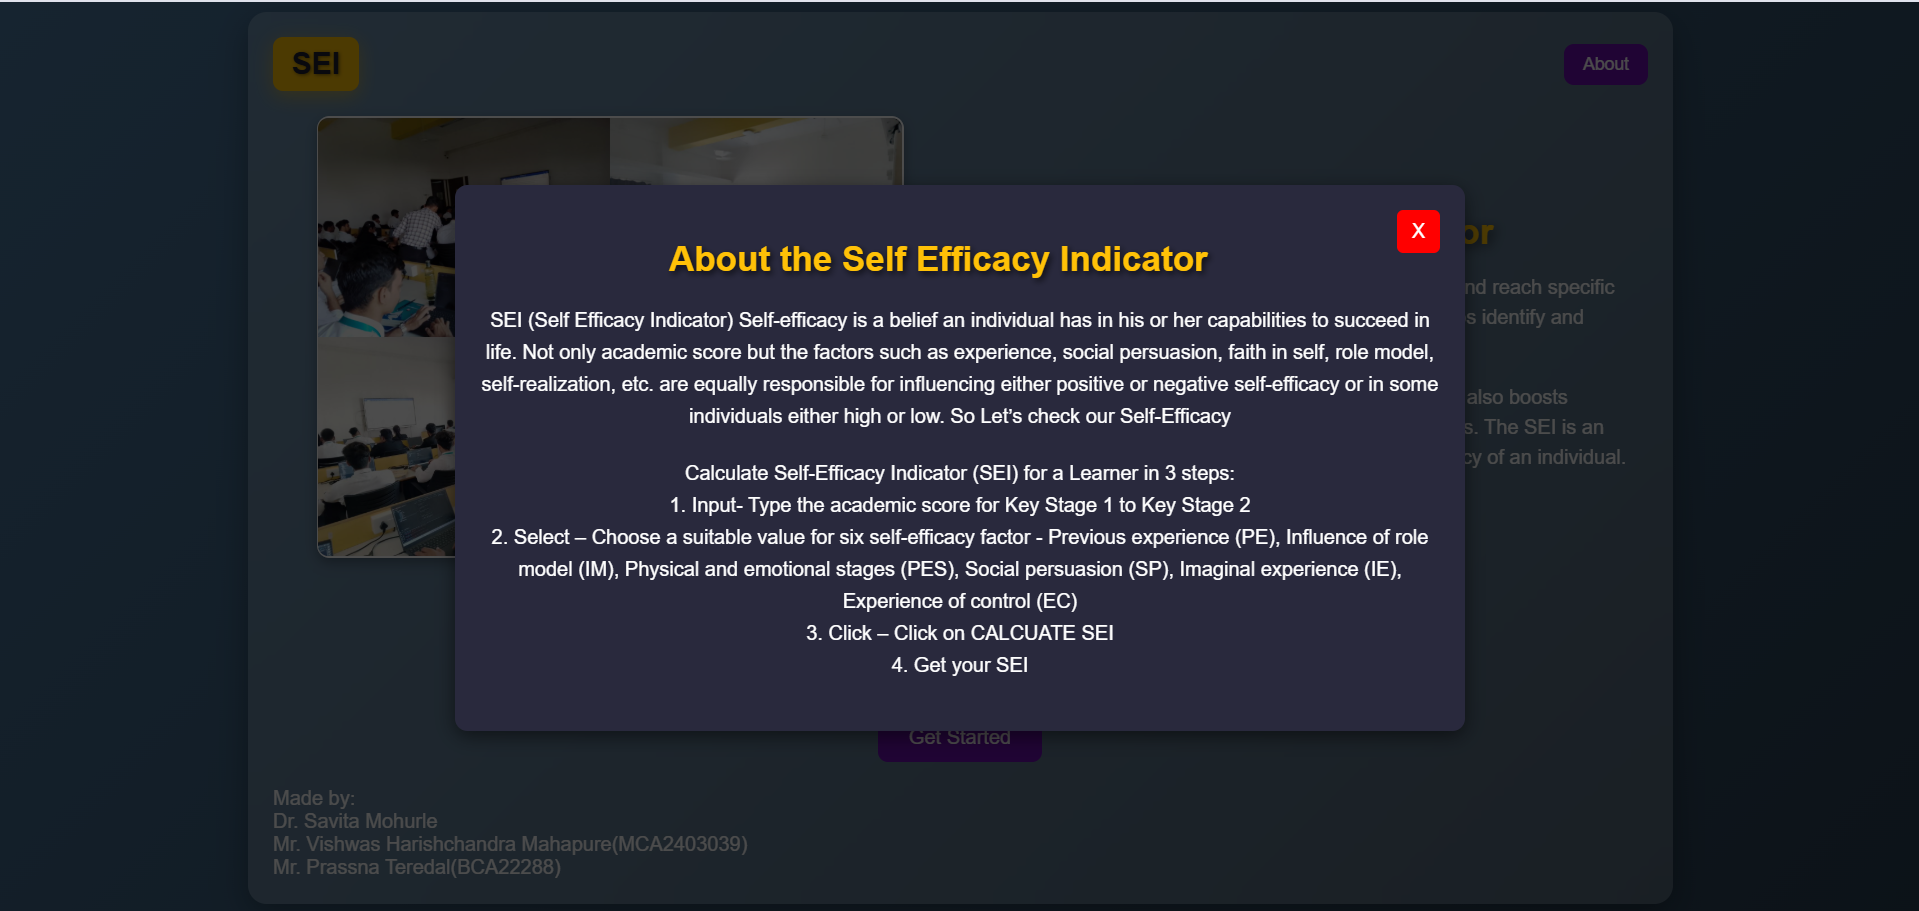 SEI
About
or
X
About the Self Efficacy Indicator
nd reach specific
s identify and
SEI (Self Efficacy Indicator) Self-efficacy is a belief an individual has in his or her capabilities to succeed in
life. Not only academic score but the factors such as experience, social persuasion, faith in self, role model,
self-realization, etc. are equally responsible for influencing either positive or negative self-efficacy or in some
individuals either high or low. So Let’s check our Self-Efficacy
also boosts
s. The SEI is an
cy of an individual.
Calculate Self-Efficacy Indicator (SEI) for a Learner in 3 steps:
1. Input- Type the academic score for Key Stage 1 to Key Stage 2
2. Select – Choose a suitable value for six self-efficacy factor - Previous experience (PE), Influence of role
model (IM), Physical and emotional stages (PES), Social persuasion (SP), Imaginal experience (IE),
Experience of control (EC)
3. Click – Click on CALCUATE SEI
4. Get your SEI
Get Started
Made by:
Dr. Savita Mohurle
Mr. Vishwas Harishchandra Mahapure(MCA2403039)
Mr. Prassna Teredal(BCA22288)